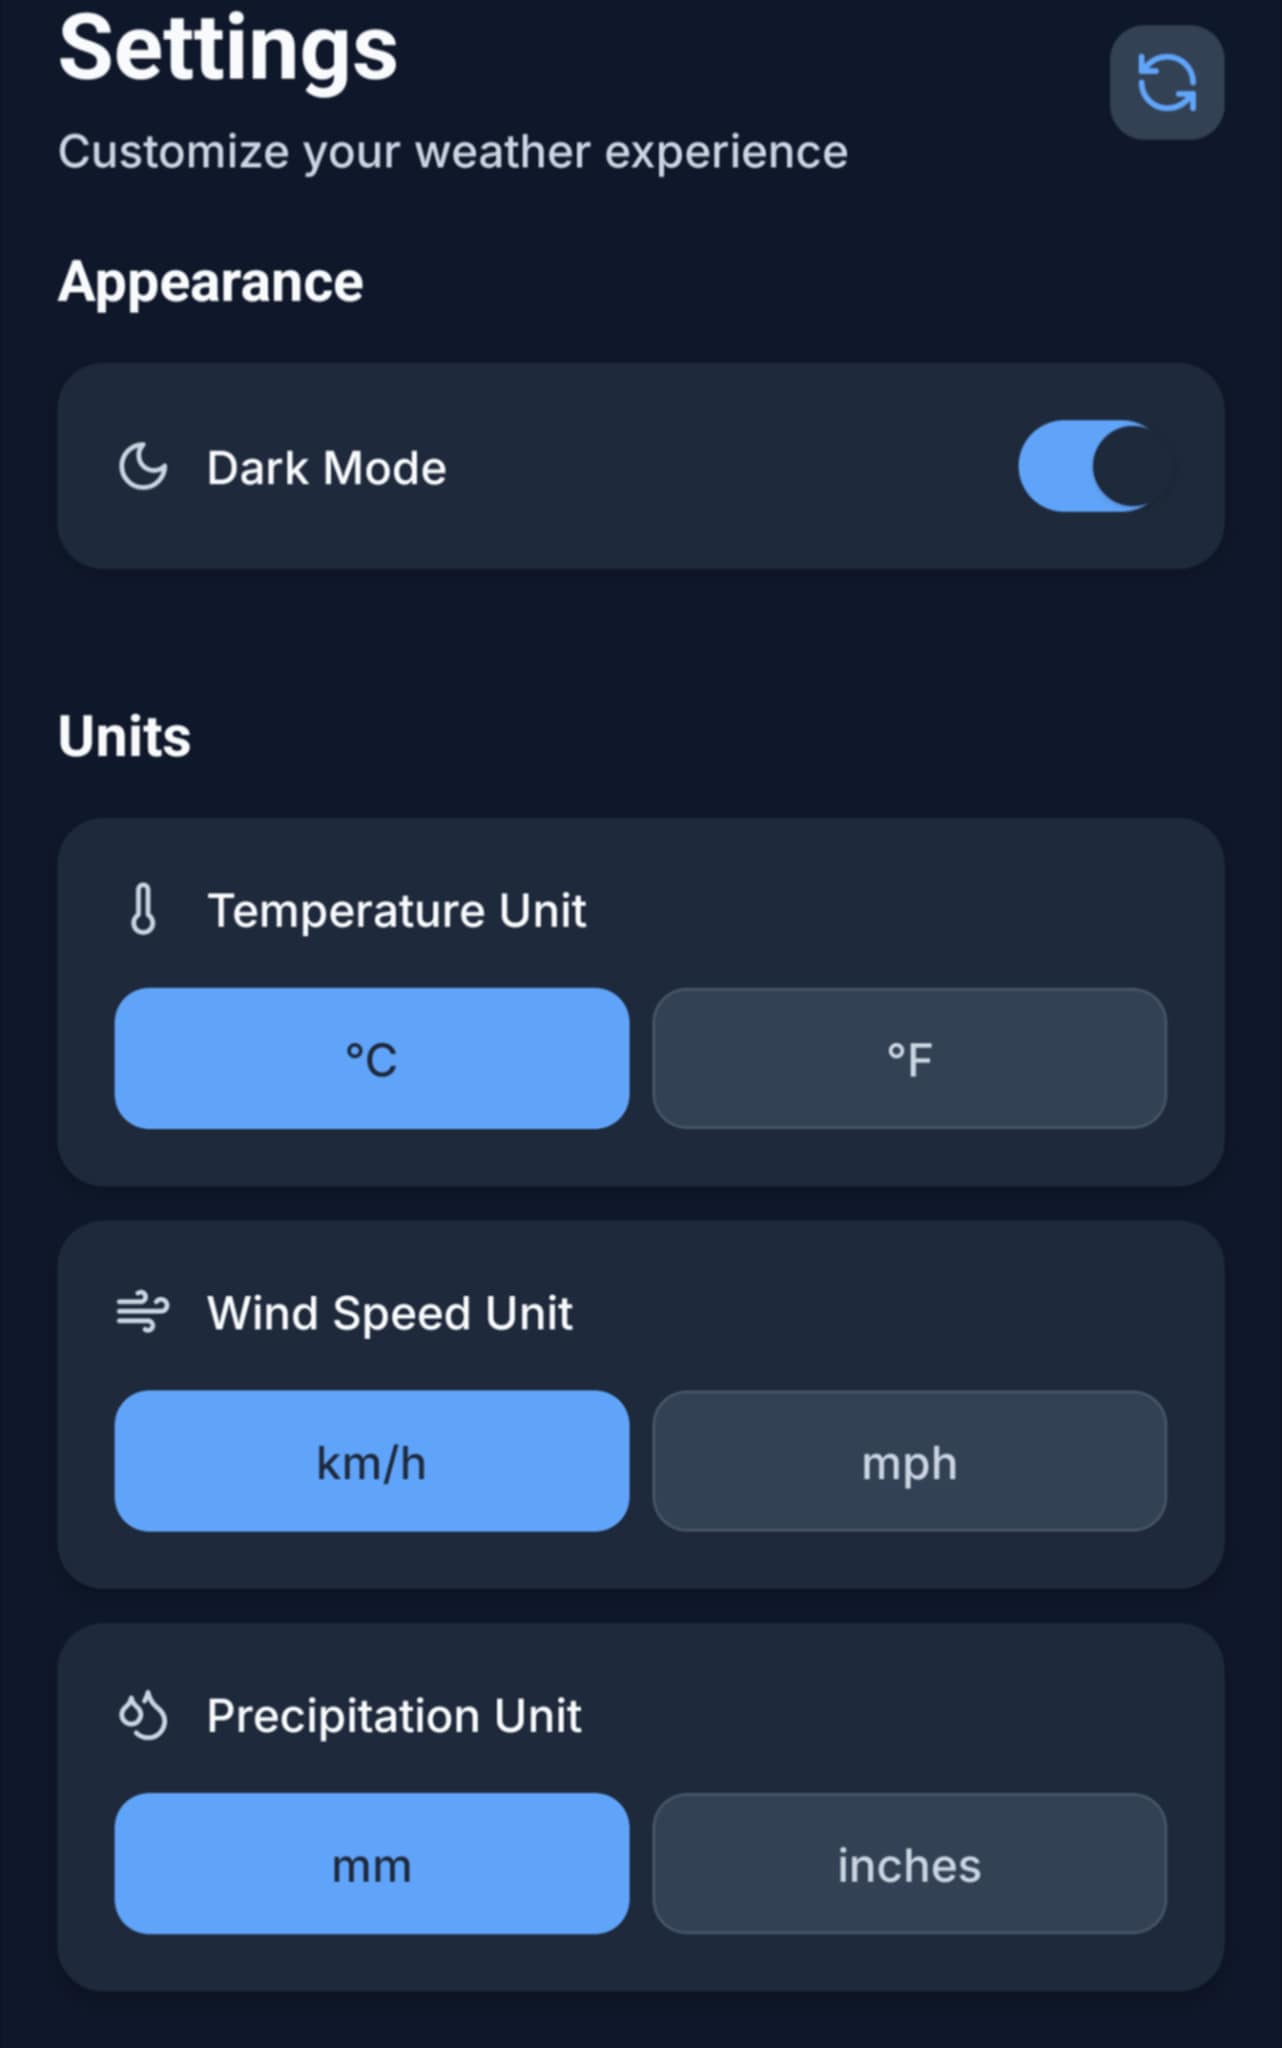 Settings
Customize your weather experience
Appearance
Dark Mode
Units
Temperature Unit
°C
°F
Wind Speed Unit
km/h
mph
Precipitation Unit
mm
inches